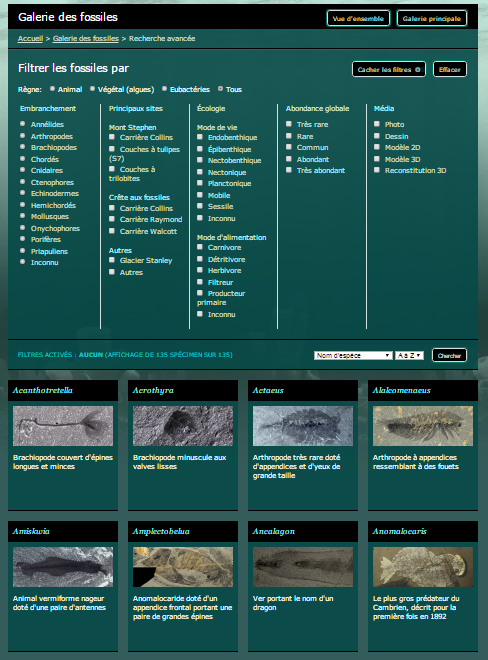 Galerie des fossiles
Vue d'ensemble
Galerie principale
Accueil > Galerie des fossiles > Recherche avancée
Filtrer les fossiles par
Cacher les filtres
Effacer
Règne: Animal Végétal (algues) Eubactéries Tous
Embranchement
Annélides
Arthropodes
Brachiopodes
Chordés
Cnidaires
Ctenophores
Echinodermes
Hemichordés
Mollusques
Onychophores
Porifères
Priapuliens
Inconnu
Principaux sites
Mont Stephen
Carrière Collins
Couches à tulipes
(S7)
Couches à
trilobites
Crête aux fossiles
Carrière Collins
Carrière Raymond
Carrière Walcott
Autres
Glacier Stanley
Autres
Écologie
Mode de vie
Endobenthique
Épibenthique
Nectobenthique
Nectonique
Planctonique
Mobile
Sessile
Inconnu
Mode d'alimentation
Carnivore
Détritivore
Herbivore
Filtreur
Producteur
primaire
Inconnu
Abondance globale
Très rare
Rare
Commun
Abondant
Très abondant
Média
Photo
Dessin
Modèle 2D
Modèle 3D
Reconstitution 3D
FILTRES ACTIVÉS : AUCUN (AFFICHAGE DE 135 SPÉCIMEN SUR 135)
Nom d'espèce
A a Z
Chercher
Acanthotretella
Brachiopode couvert d'épines
longues et minces
Acrothyra
Brachiopode minuscule aux
valves lisses
Actaeus
Arthropode très rare doté
d'appendices et d'yeux de
grande taille
Alalcomenaeus
Arthropode à appendices
ressemblant à des fouets
Amiskwia
Animal vermiforme nageur
doté d'une paire d'antennes
Amplectobelua
Anomalocaride doté d'un
appendice frontal portant une
paire de grandes épines
Ancalagon
Ver portant le nom d'un
dragon
Anomalocaris
Le plus gros prédateur du
Cambrien, décrit pour la
première fois en 1892